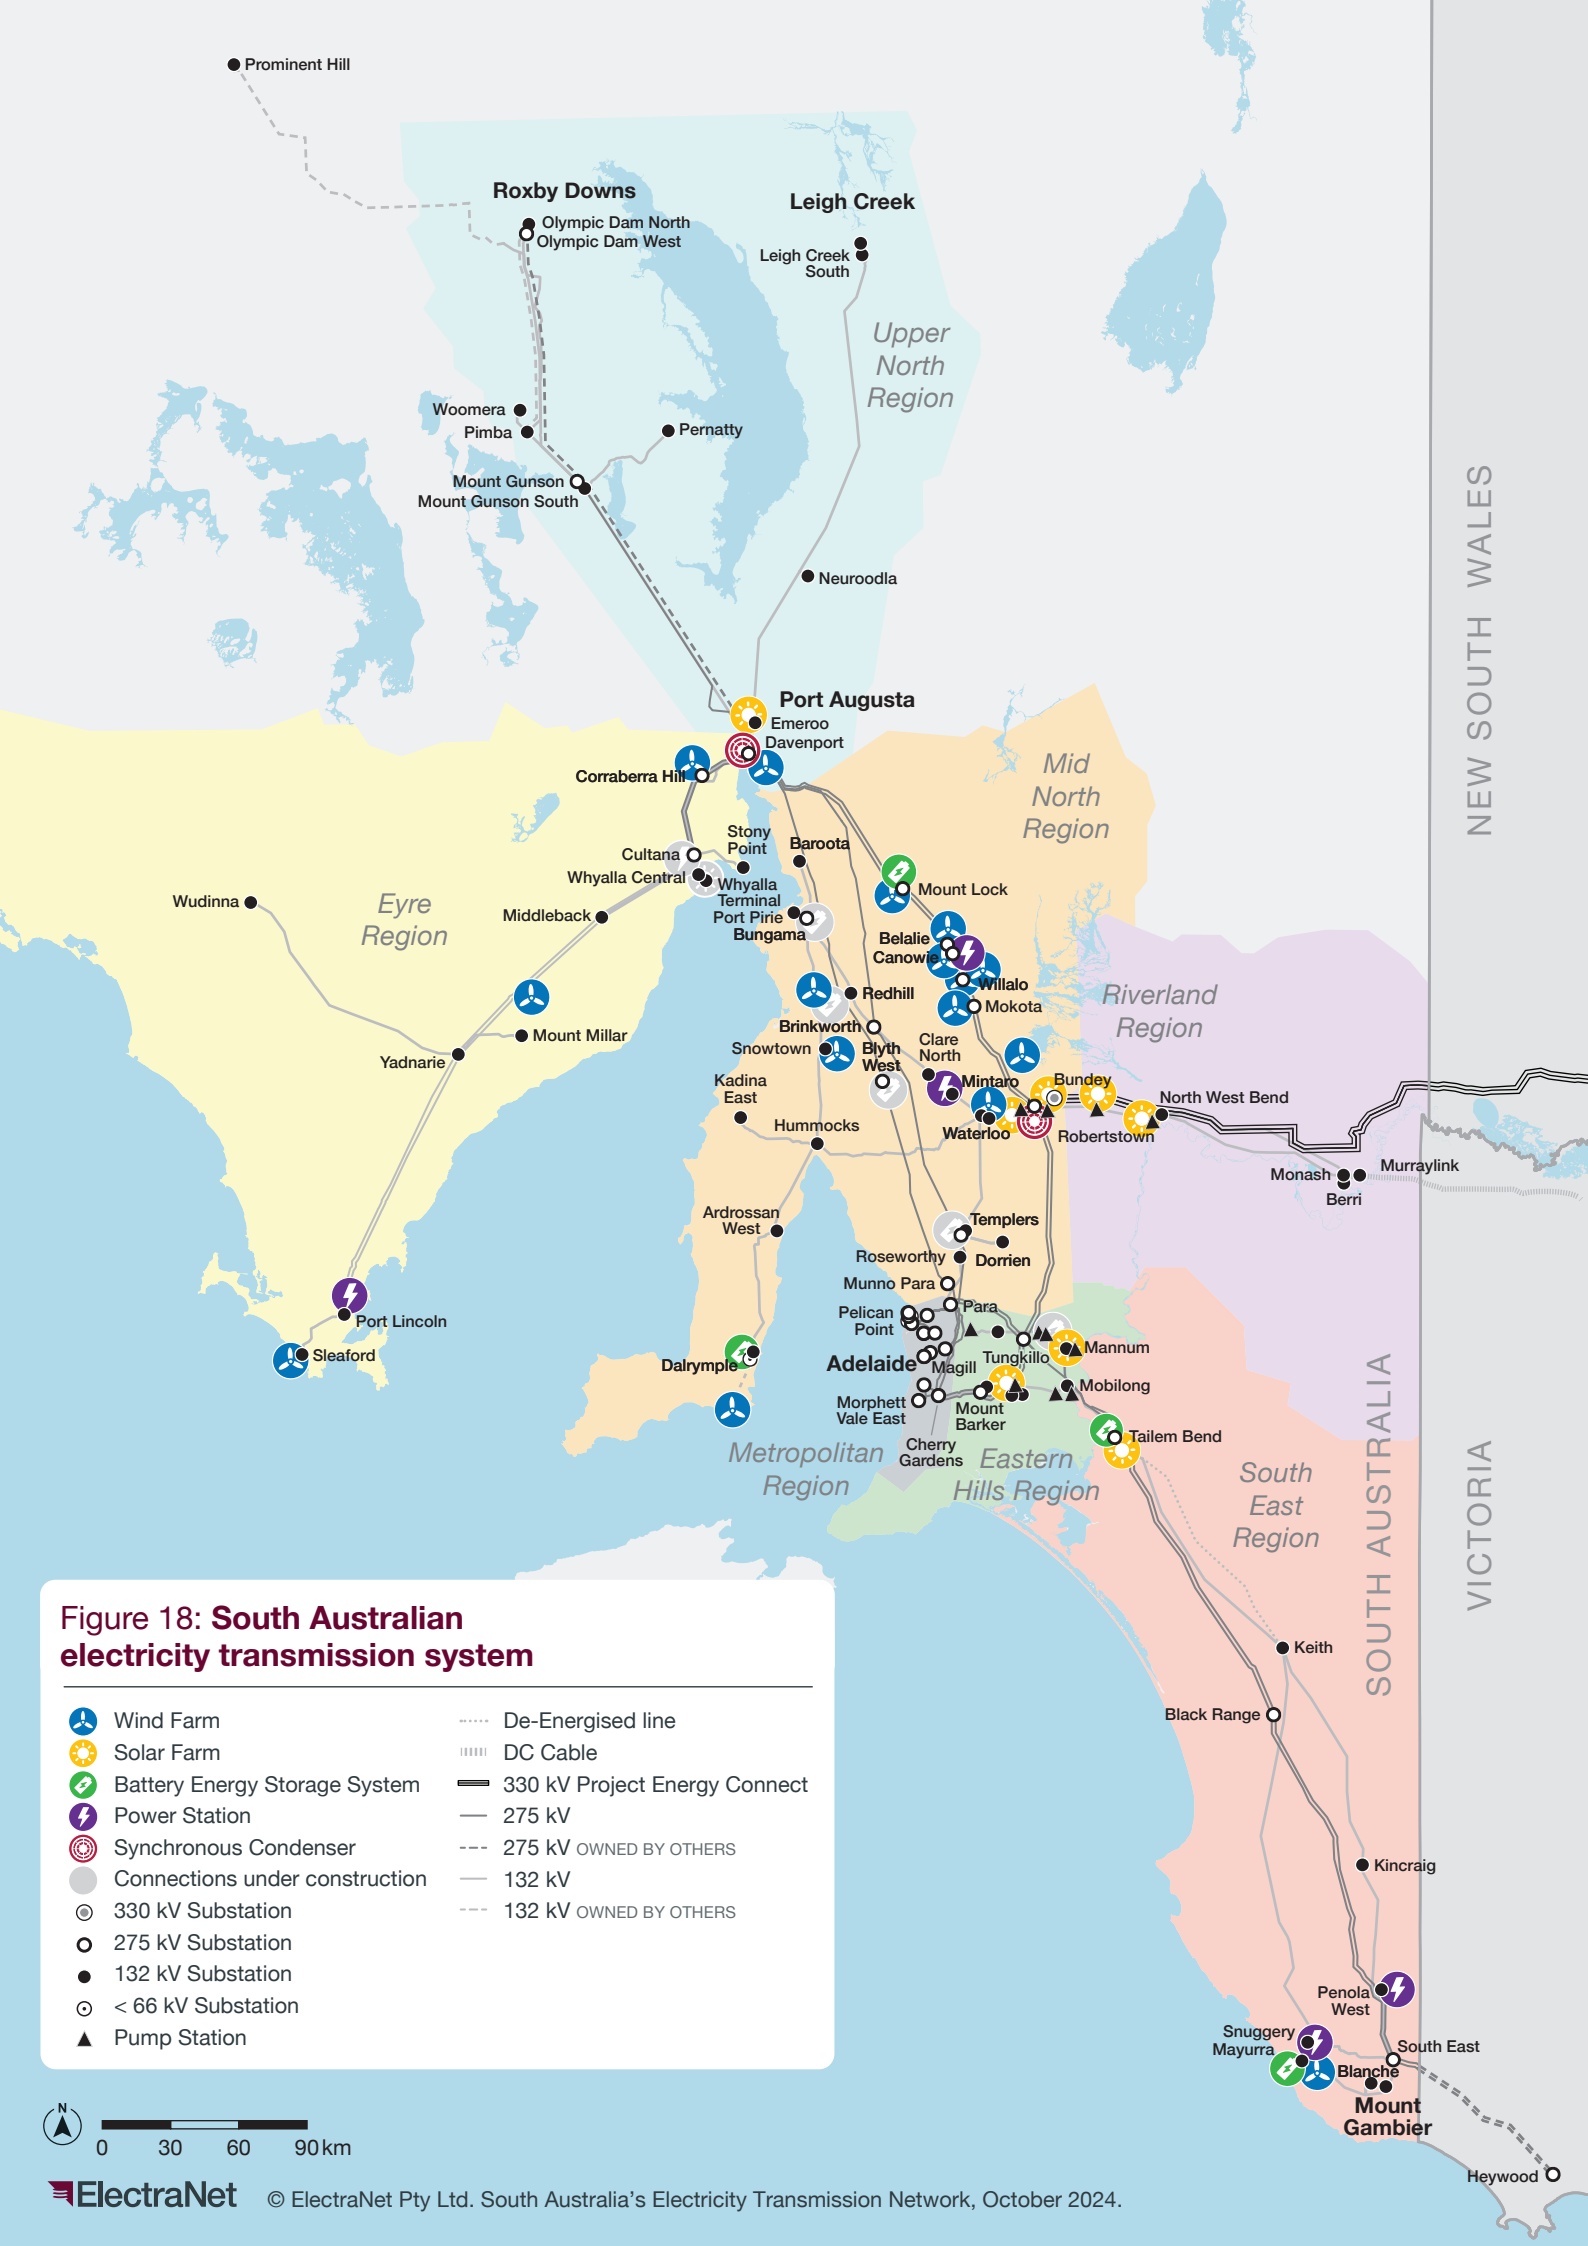 Prominent Hill
Roxby Downs
Olympic Dam North
Olympic Dam West
Leigh Creek
Leigh Creek
South
Upper
North
Region
Woomera
Pimba
Pernatty
Mount Gunson
Mount Gunson South
Neuroodla
NEW SOUTH WALES
Port Augusta
Emeroo
Davenport
Corraberra Hill
Mid
North
Region
Stony
Point
Baroota
Cultana
Whyalla Central
Whyalla
Terminal
Mount Lock
Wudinna
Eyre
Region
Middleback
Port Pirie
Bungama
Belalie
Canowie
Willalo
Mokota
Redhill
Riverland
Region
Brinkworth
Mount Millar
Yadnarie
Snowtown
Blyth
West
Clare
North
Kadina
East
Mintaro
Bundey
North West Bend
Hummocks
Waterloo
Robertstown
Monash
Murraylink
Berri
Ardrossan
West
Templers
Roseworthy
Dorrien
Munno Para
Para
Pelican
Point
Port Lincoln
Sleaford
Adelaide
Magill
Tungkillo
Mannum
Dalrymple
Mobilong
Morphett
Vale East
Mount
Barker
Cherry
Gardens
Tailem Bend
Metropolitan
Region
Eastern
Hills Region
South
East
Region
SOUTH AUSTRALIA
VICTORIA
Keith
Black Range
Kincraig
Penola
West
Snuggery
Mayurra
South East
Blanche
Mount
Gambier
Heywood
Figure 18: South Australian
electricity transmission system
Wind Farm
Solar Farm
Battery Energy Storage System
Power Station
Synchronous Condenser
Connections under construction
330 kV Substation
275 kV Substation
132 kV Substation
< 66 kV Substation
Pump Station
De-Energised line
DC Cable
330 kV Project Energy Connect
275 kV
275 kV OWNED BY OTHERS
132 kV
132 kV OWNED BY OTHERS
N
0 30 60 90 km
ElectraNet
© ElectraNet Pty Ltd. South Australia's Electricity Transmission Network, October 2024.